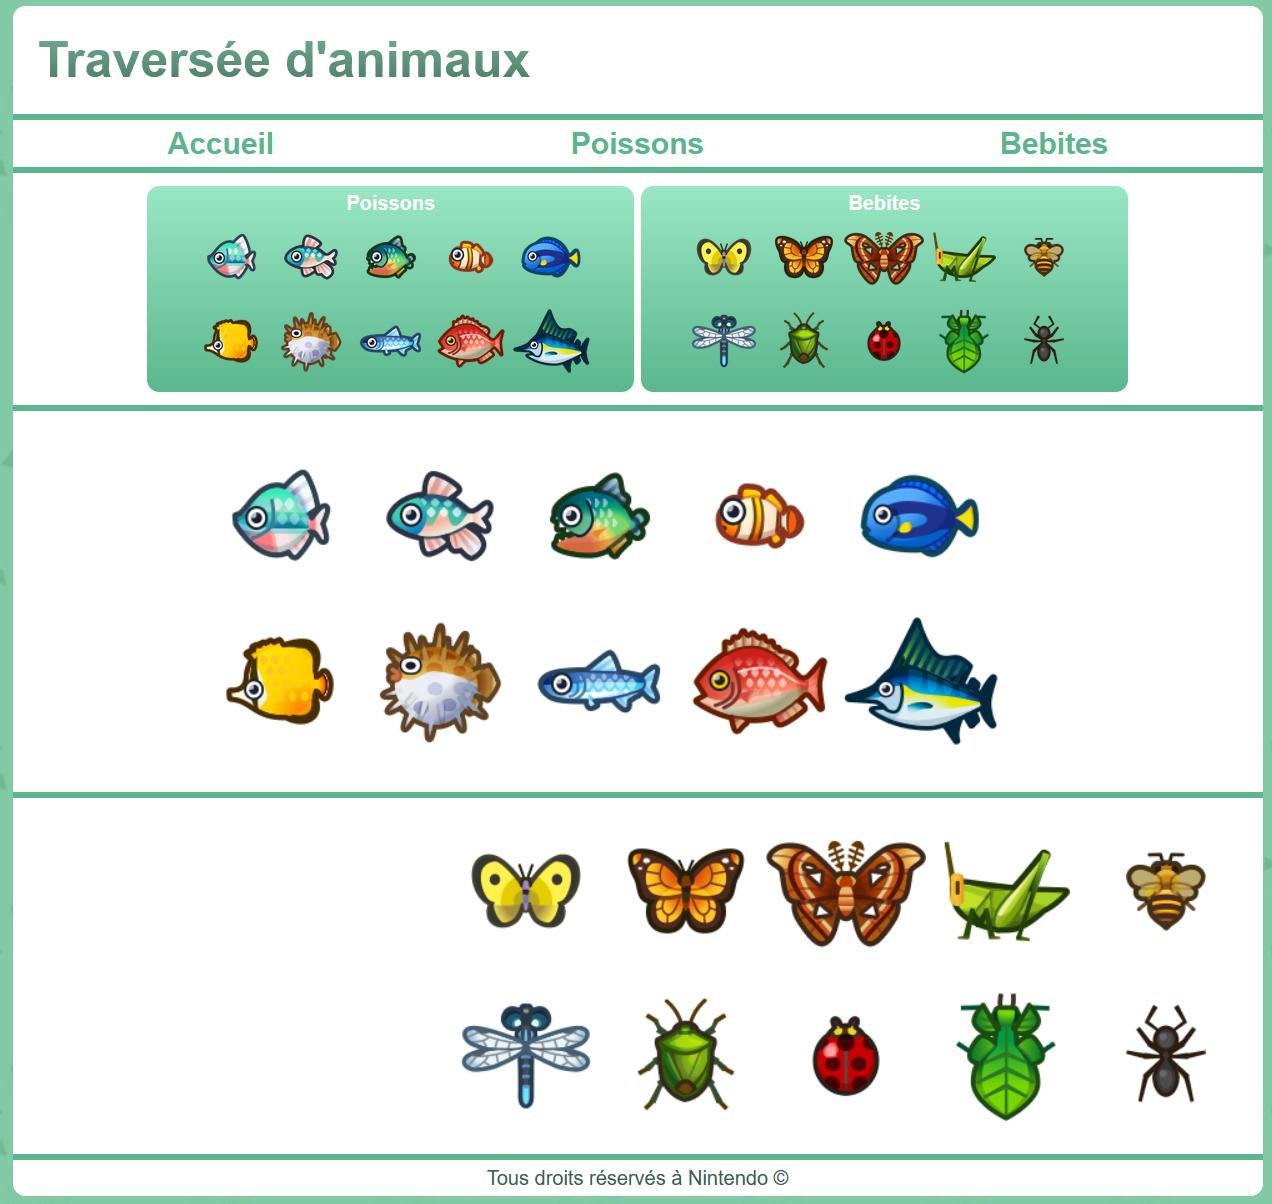 Traversée d'animaux
Accueil Poissons Bebites
Poissons
Bebites
Tous droits réservés à Nintendo ©